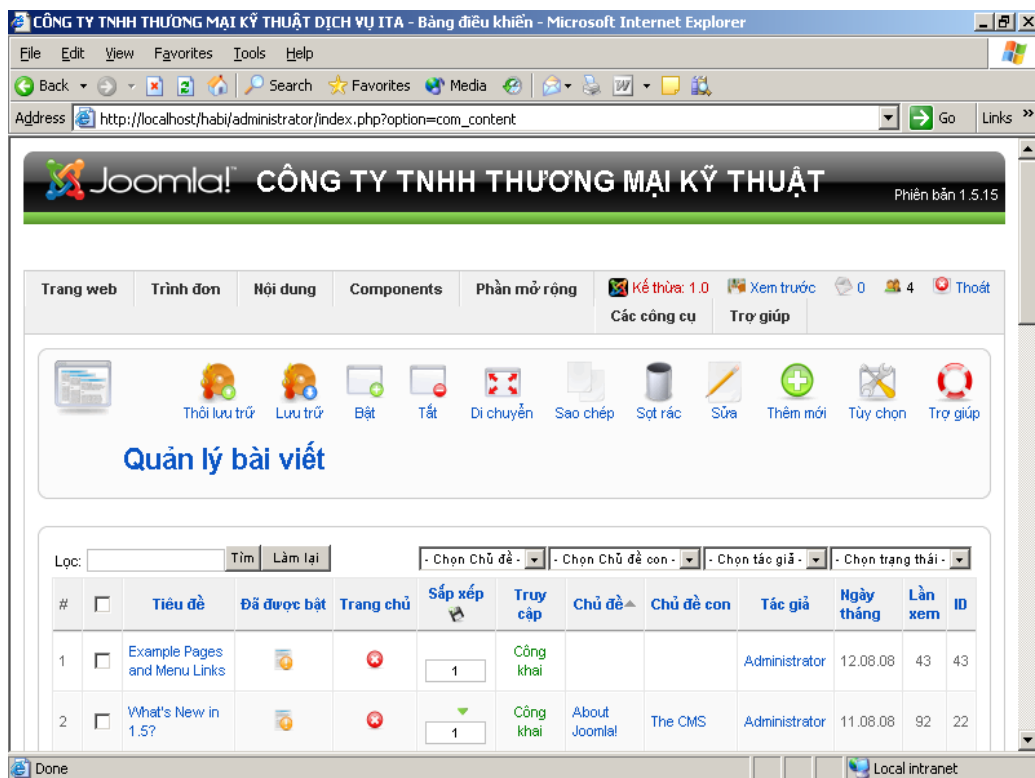 CÔNG TY TNHH THƯƠNG MẠI KỸ THUẬT DỊCH VỤ ITA - Bảng điều khiển - Microsoft Internet Explorer
File Edit View Favorites Tools Help
Back Search Favorites Media
Address http://localhost/habi/administrator/index.php?option=com_content Go Links »
Joomla!™ CÔNG TY TNHH THƯƠNG MẠI KỸ THUẬT
Phiên bản 1.5.15
Trang web Trình đơn Nội dung Components Phần mở rộng Kế thừa: 1.0 Xem trước 0 4 Thoát
Các công cụ Trợ giúp
Thôi lưu trữ Lưu trữ Bật Tắt Di chuyển Sao chép Sọt rác Sửa Thêm mới Tùy chọn Trợ giúp
Quản lý bài viết
Lọc: Tìm Làm lại - Chọn Chủ đề - - Chọn Chủ đề con - - Chọn tác giả - - Chọn trạng thái -
# Tiêu đề Đã được bật Trang chủ Sắp xếp Truy cập Chủ đề Chủ đề con Tác giả Ngày tháng Lần xem ID
1 Example Pages and Menu Links 1 Công khai Administrator 12.08.08 43 43
2 What's New in 1.5? 1 Công khai About Joomla! The CMS Administrator 11.08.08 92 22
Done Local intranet